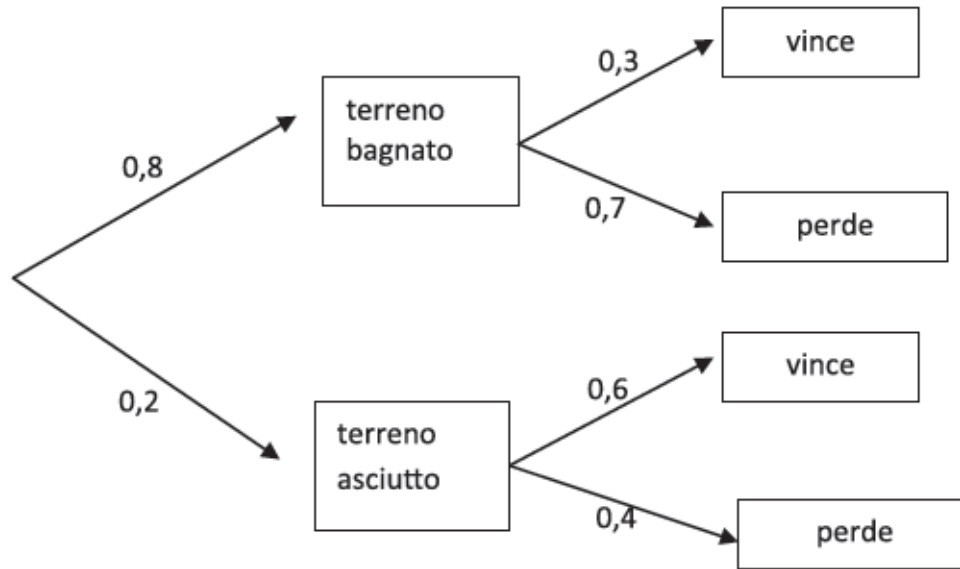 vince
0,3
terreno
bagnato
0,8
0,7
perde
vince
0,6
0,2
terreno
asciutto
0,4
perde